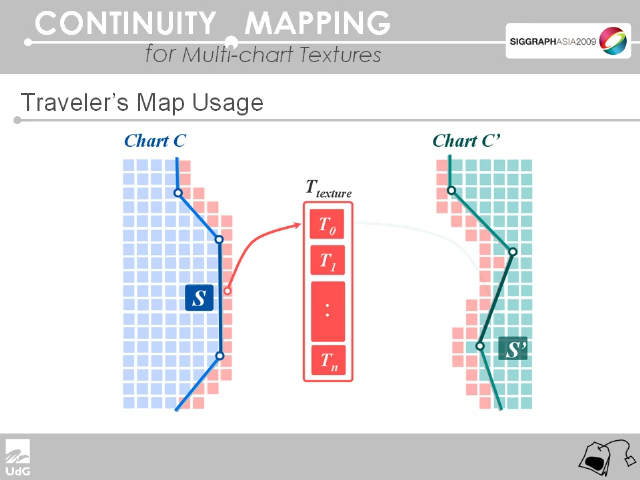 CONTINUITY MAPPING
for Multi-chart Textures
SIGGRAPHASIA2009
Traveler's Map Usage
Chart C
Chart C'
Ttexture
T0
T1
:
Tn
S
S'
UdG